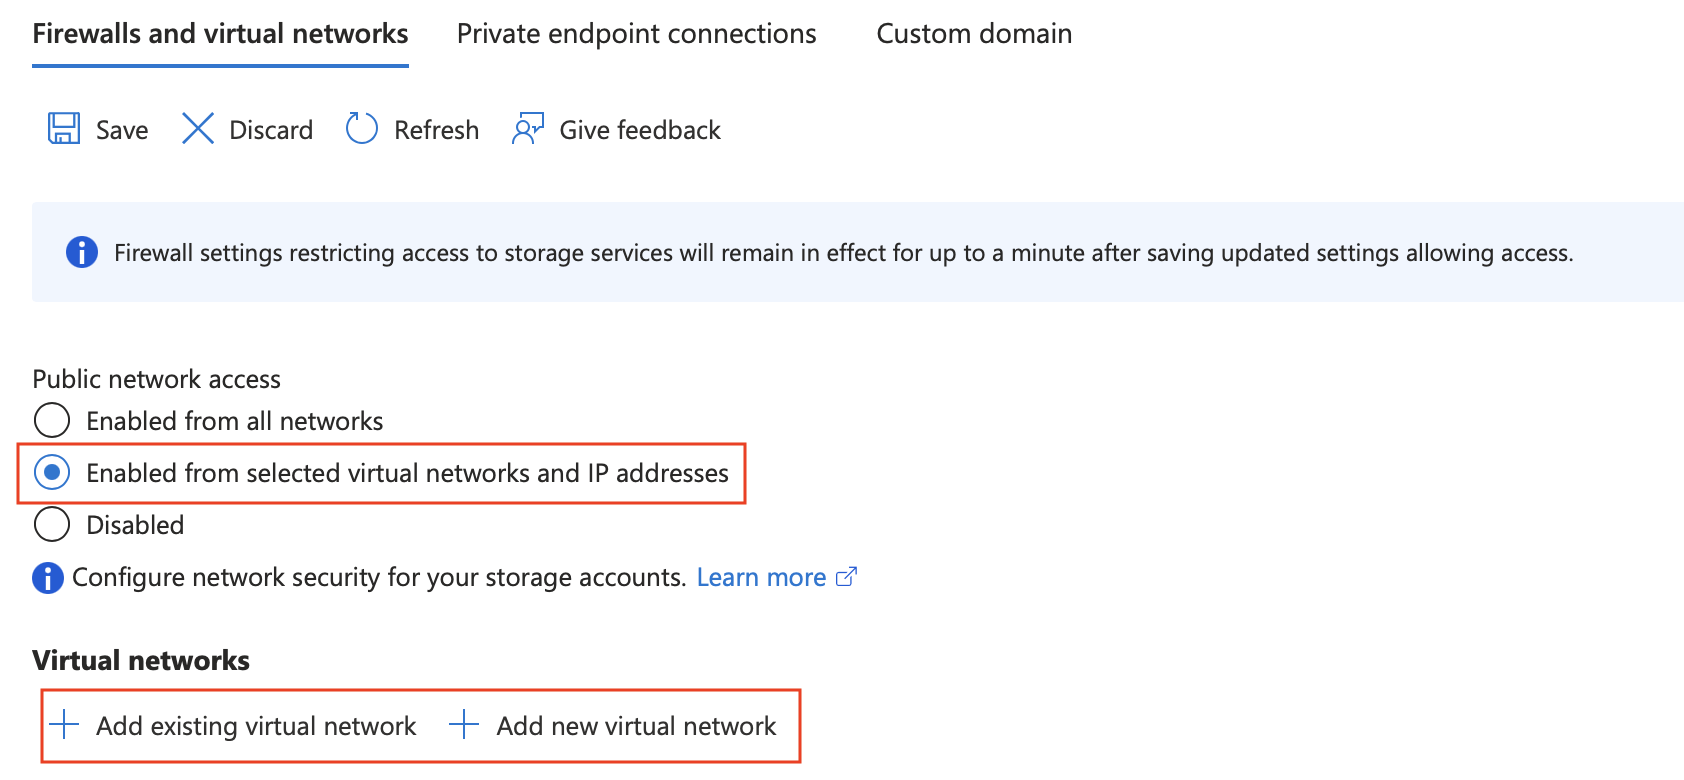 Firewalls and virtual networks Private endpoint connections Custom domain
Save Discard Refresh Give feedback
Firewall settings restricting access to storage services will remain in effect for up to a minute after saving updated settings allowing access.
Public network access
Enabled from all networks
Enabled from selected virtual networks and IP addresses
Disabled
Configure network security for your storage accounts. Learn more
Virtual networks
Add existing virtual network Add new virtual network